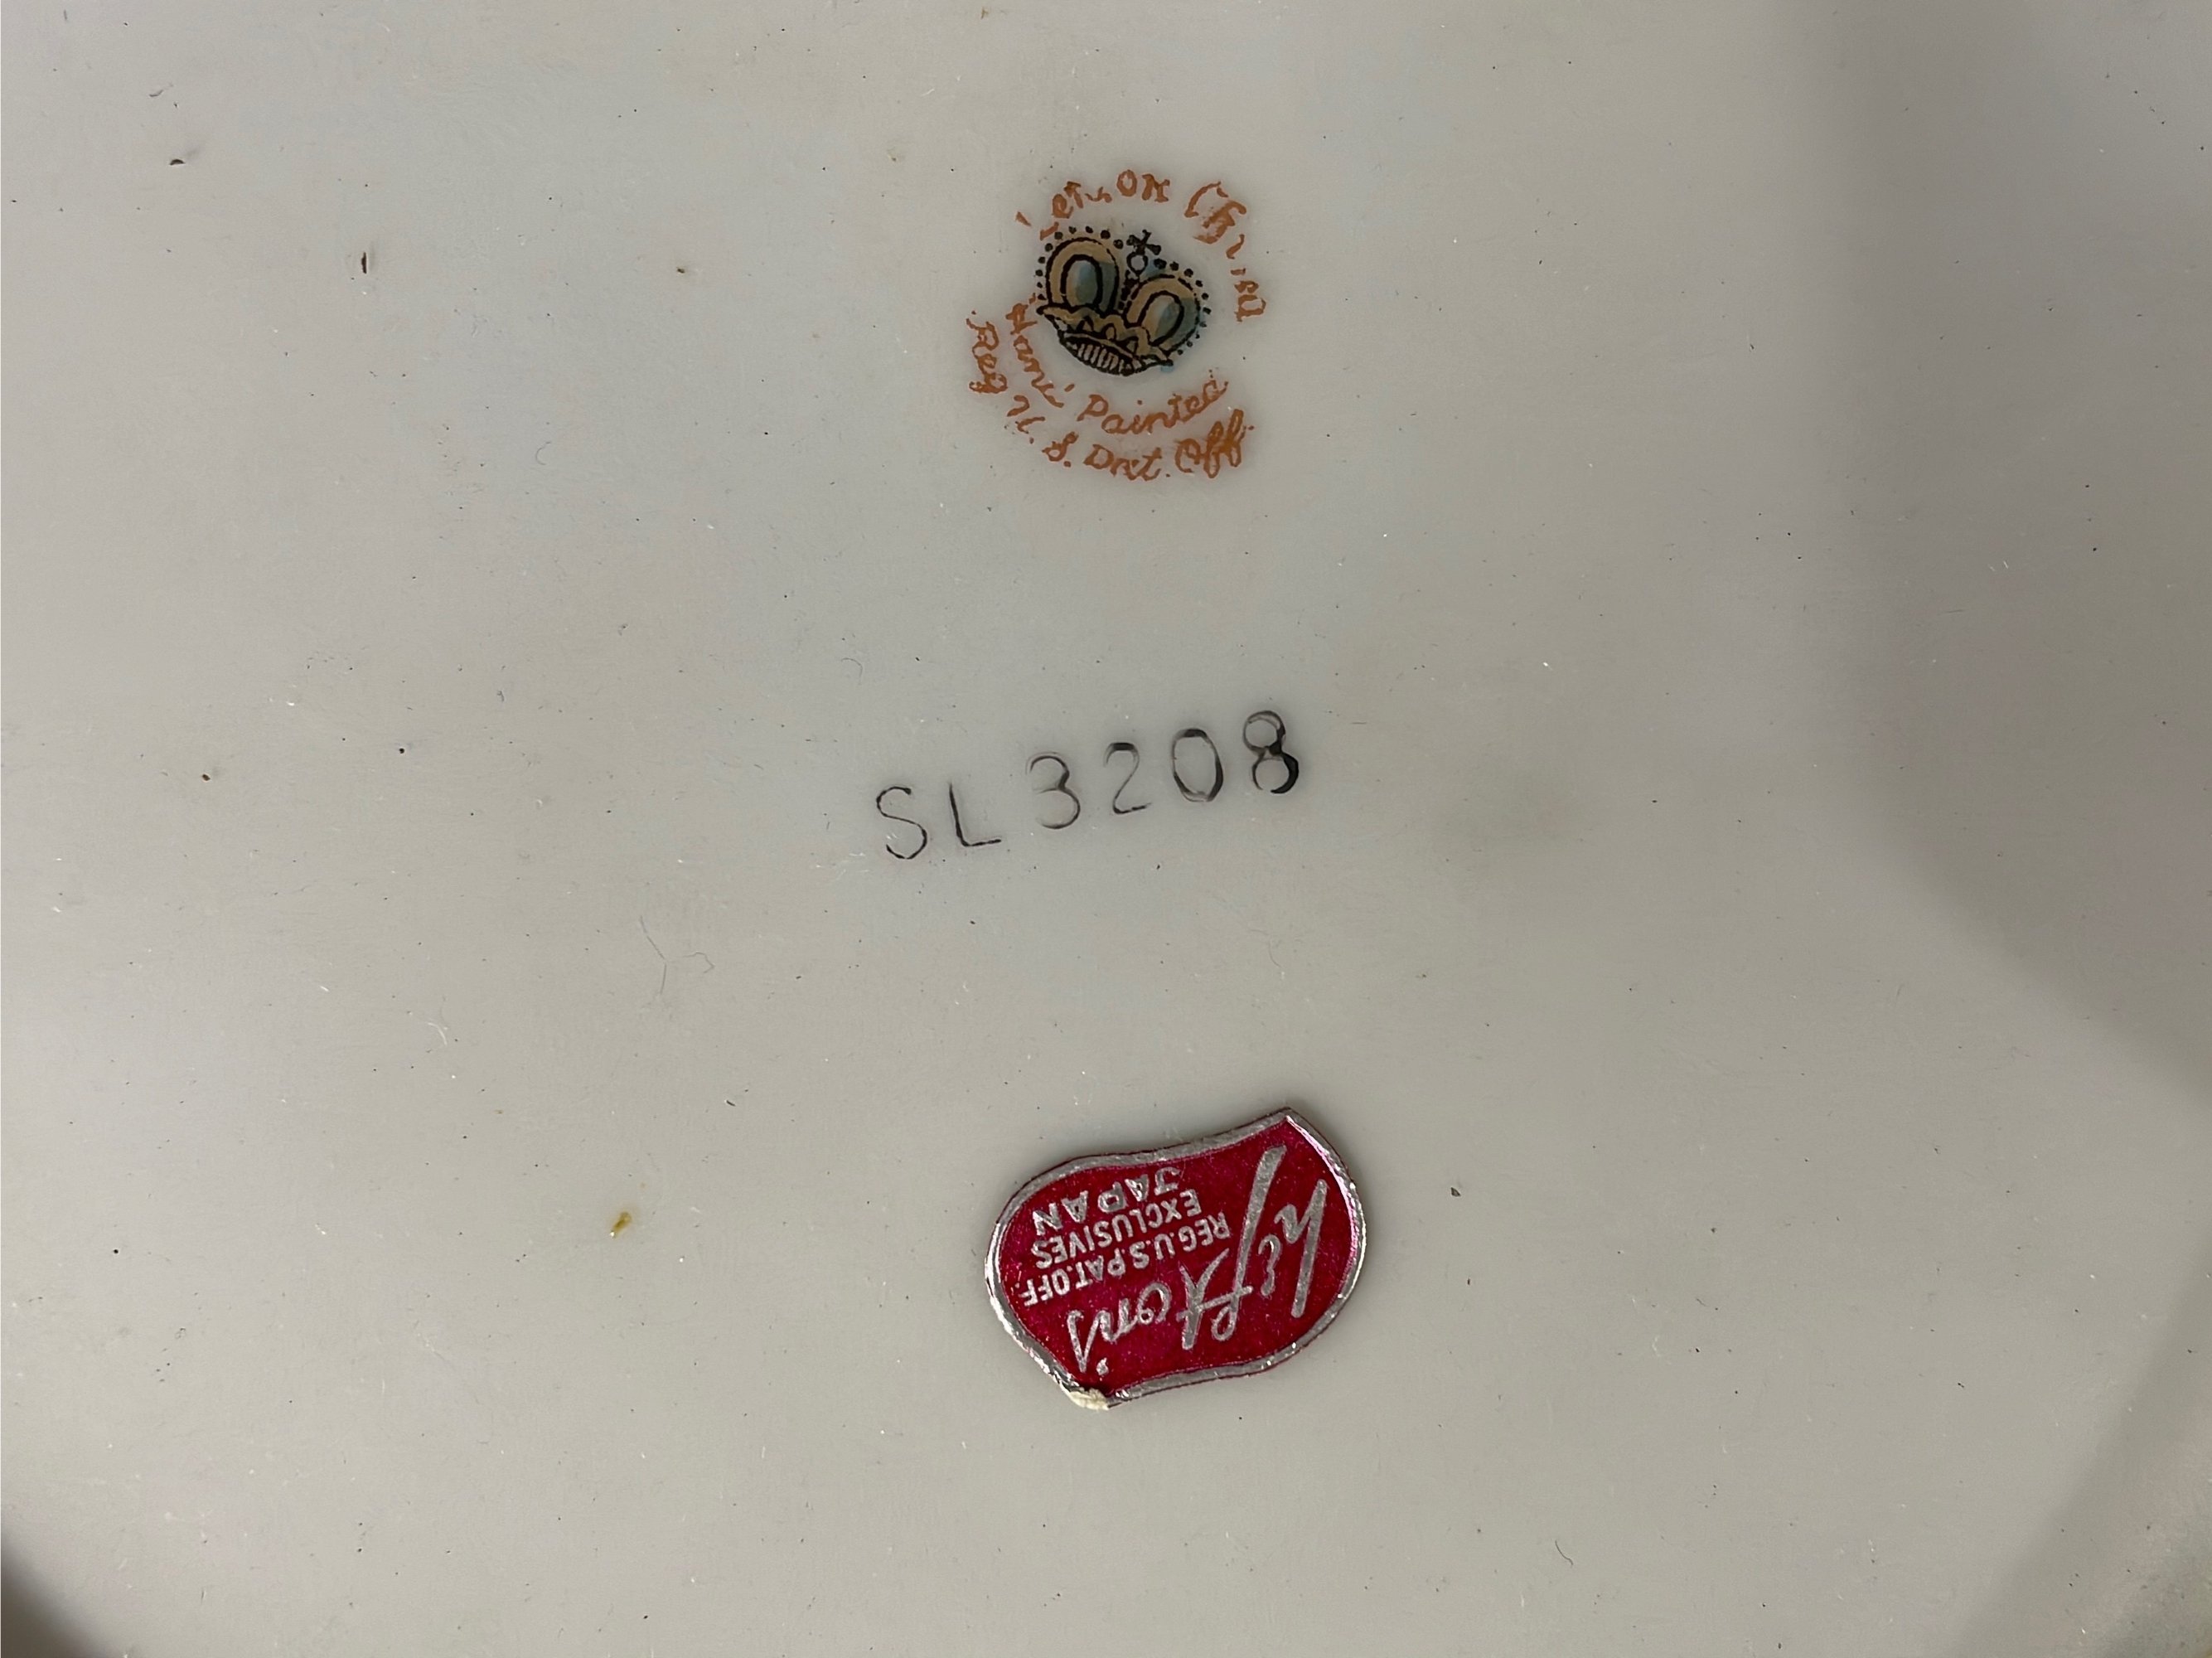 Lefton China
Hand Painted
Reg. U. S. Pat. Off.
SL3208
Lefton's
REG.U.S.PAT.OFF.
EXCLUSIVES
JAPAN